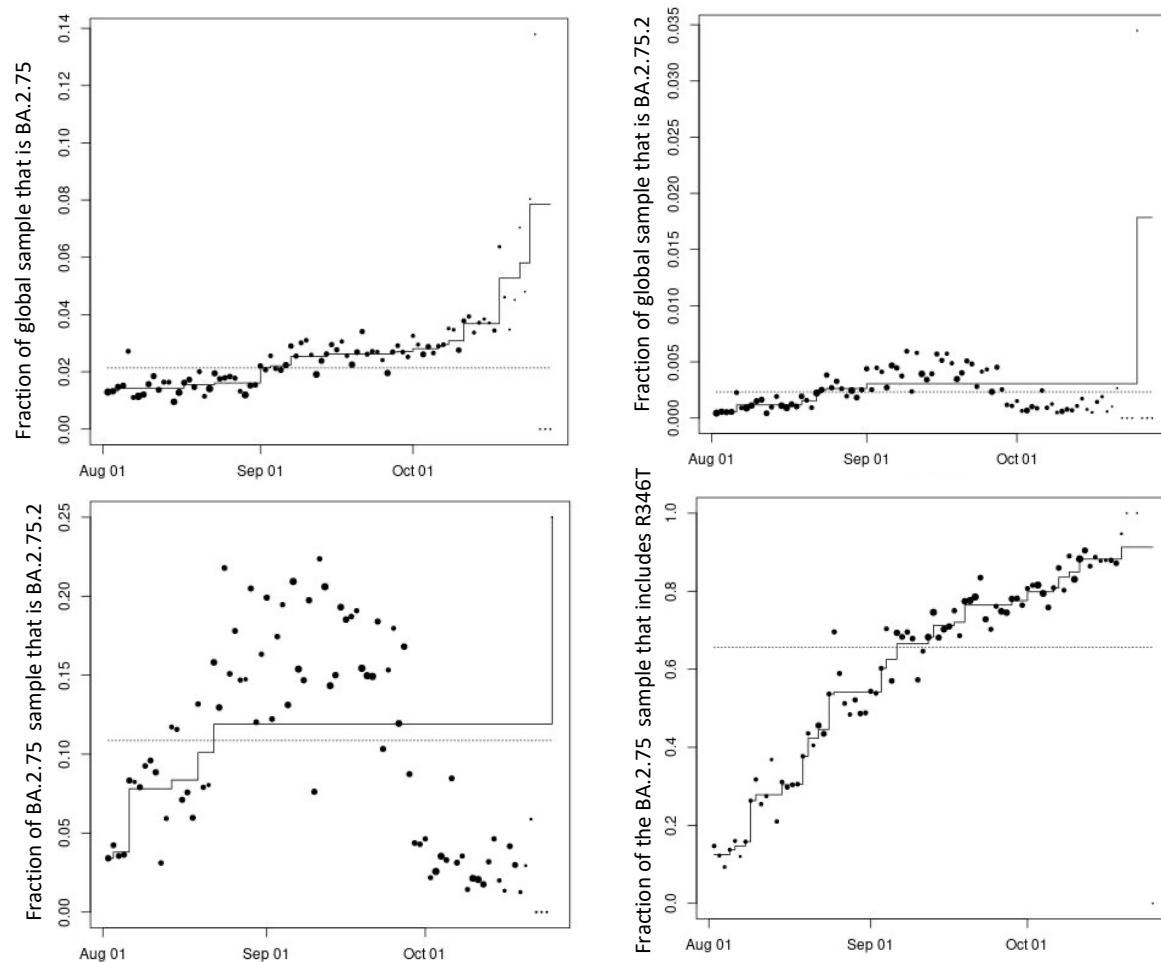 Fraction of global sample that is BA.2.75
0.14
0.12
0.10
0.08
0.06
0.04
0.02
0.00
Aug 01
Sep 01
Oct 01
Fraction of global sample that is BA.2.75.2
0.035
0.030
0.025
0.020
0.015
0.010
0.005
0.000
Aug 01
Sep 01
Oct 01
Fraction of BA.2.75 sample that is BA.2.75.2
0.25
0.20
0.15
0.10
0.05
0.00
Aug 01
Sep 01
Oct 01
Fraction of the BA.2.75 sample that includes R346T
1.0
0.8
0.6
0.4
0.2
0.0
Aug 01
Sep 01
Oct 01